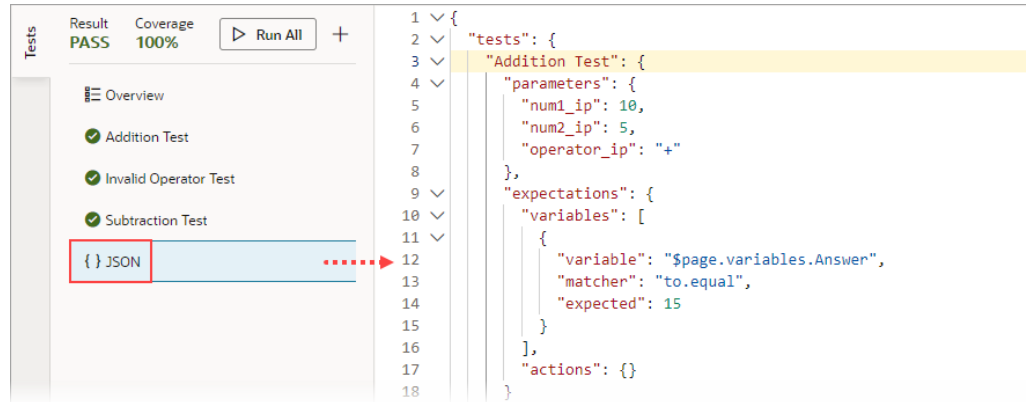 Tests
Result Coverage
PASS 100% Run All +
Overview
Addition Test
Invalid Operator Test
Subtraction Test
{ } JSON
1 {
2 "tests": {
3 "Addition Test": {
4 "parameters": {
5 "num1_ip": 10,
6 "num2_ip": 5,
7 "operator_ip": "+"
8 },
9 "expectations": {
10 "variables": [
11 {
12 "variable": "$page.variables.Answer",
13 "matcher": "to.equal",
14 "expected": 15
15 }
16 ],
17 "actions": {}
18 }